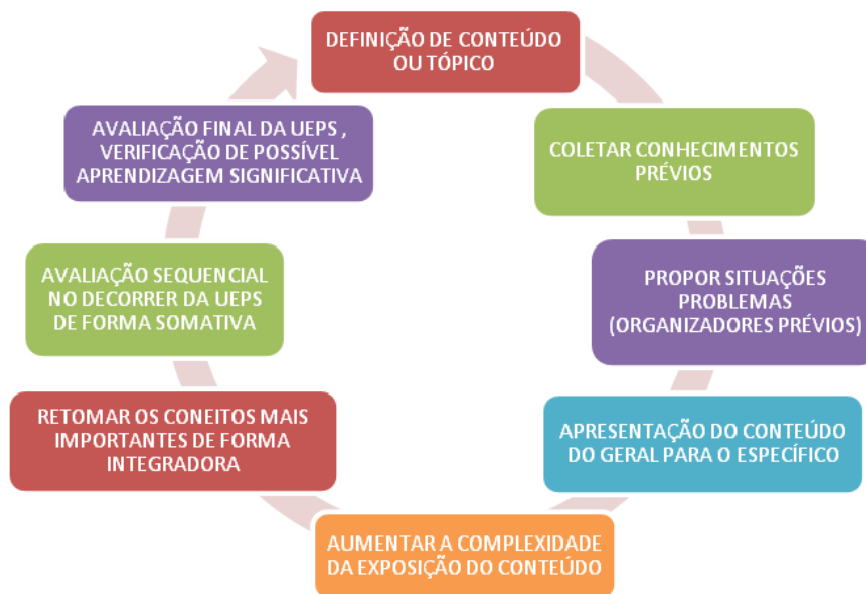 DEFINIÇÃO DE CONTEÚDO
OU TÓPICO
COLETAR CONHECIMENTOS
PRÉVIOS
PROPOR SITUAÇÕES
PROBLEMAS
(ORGANIZADORES PRÉVIOS)
APRESENTAÇÃO DO CONTEÚDO
DO GERAL PARA O ESPECÍFICO
AUMENTAR A COMPLEXIDADE
DA EXPOSIÇÃO DO CONTEÚDO
RETOMAR OS CONEITOS MAIS
IMPORTANTES DE FORMA
INTEGRADORA
AVALIAÇÃO SEQUENCIAL
NO DECORRER DA UEPS
DE FORMA SOMATIVA
AVALIAÇÃO FINAL DA UEPS ,
VERIFICAÇÃO DE POSSÍVEL
APRENDIZAGEM SIGNIFICATIVA